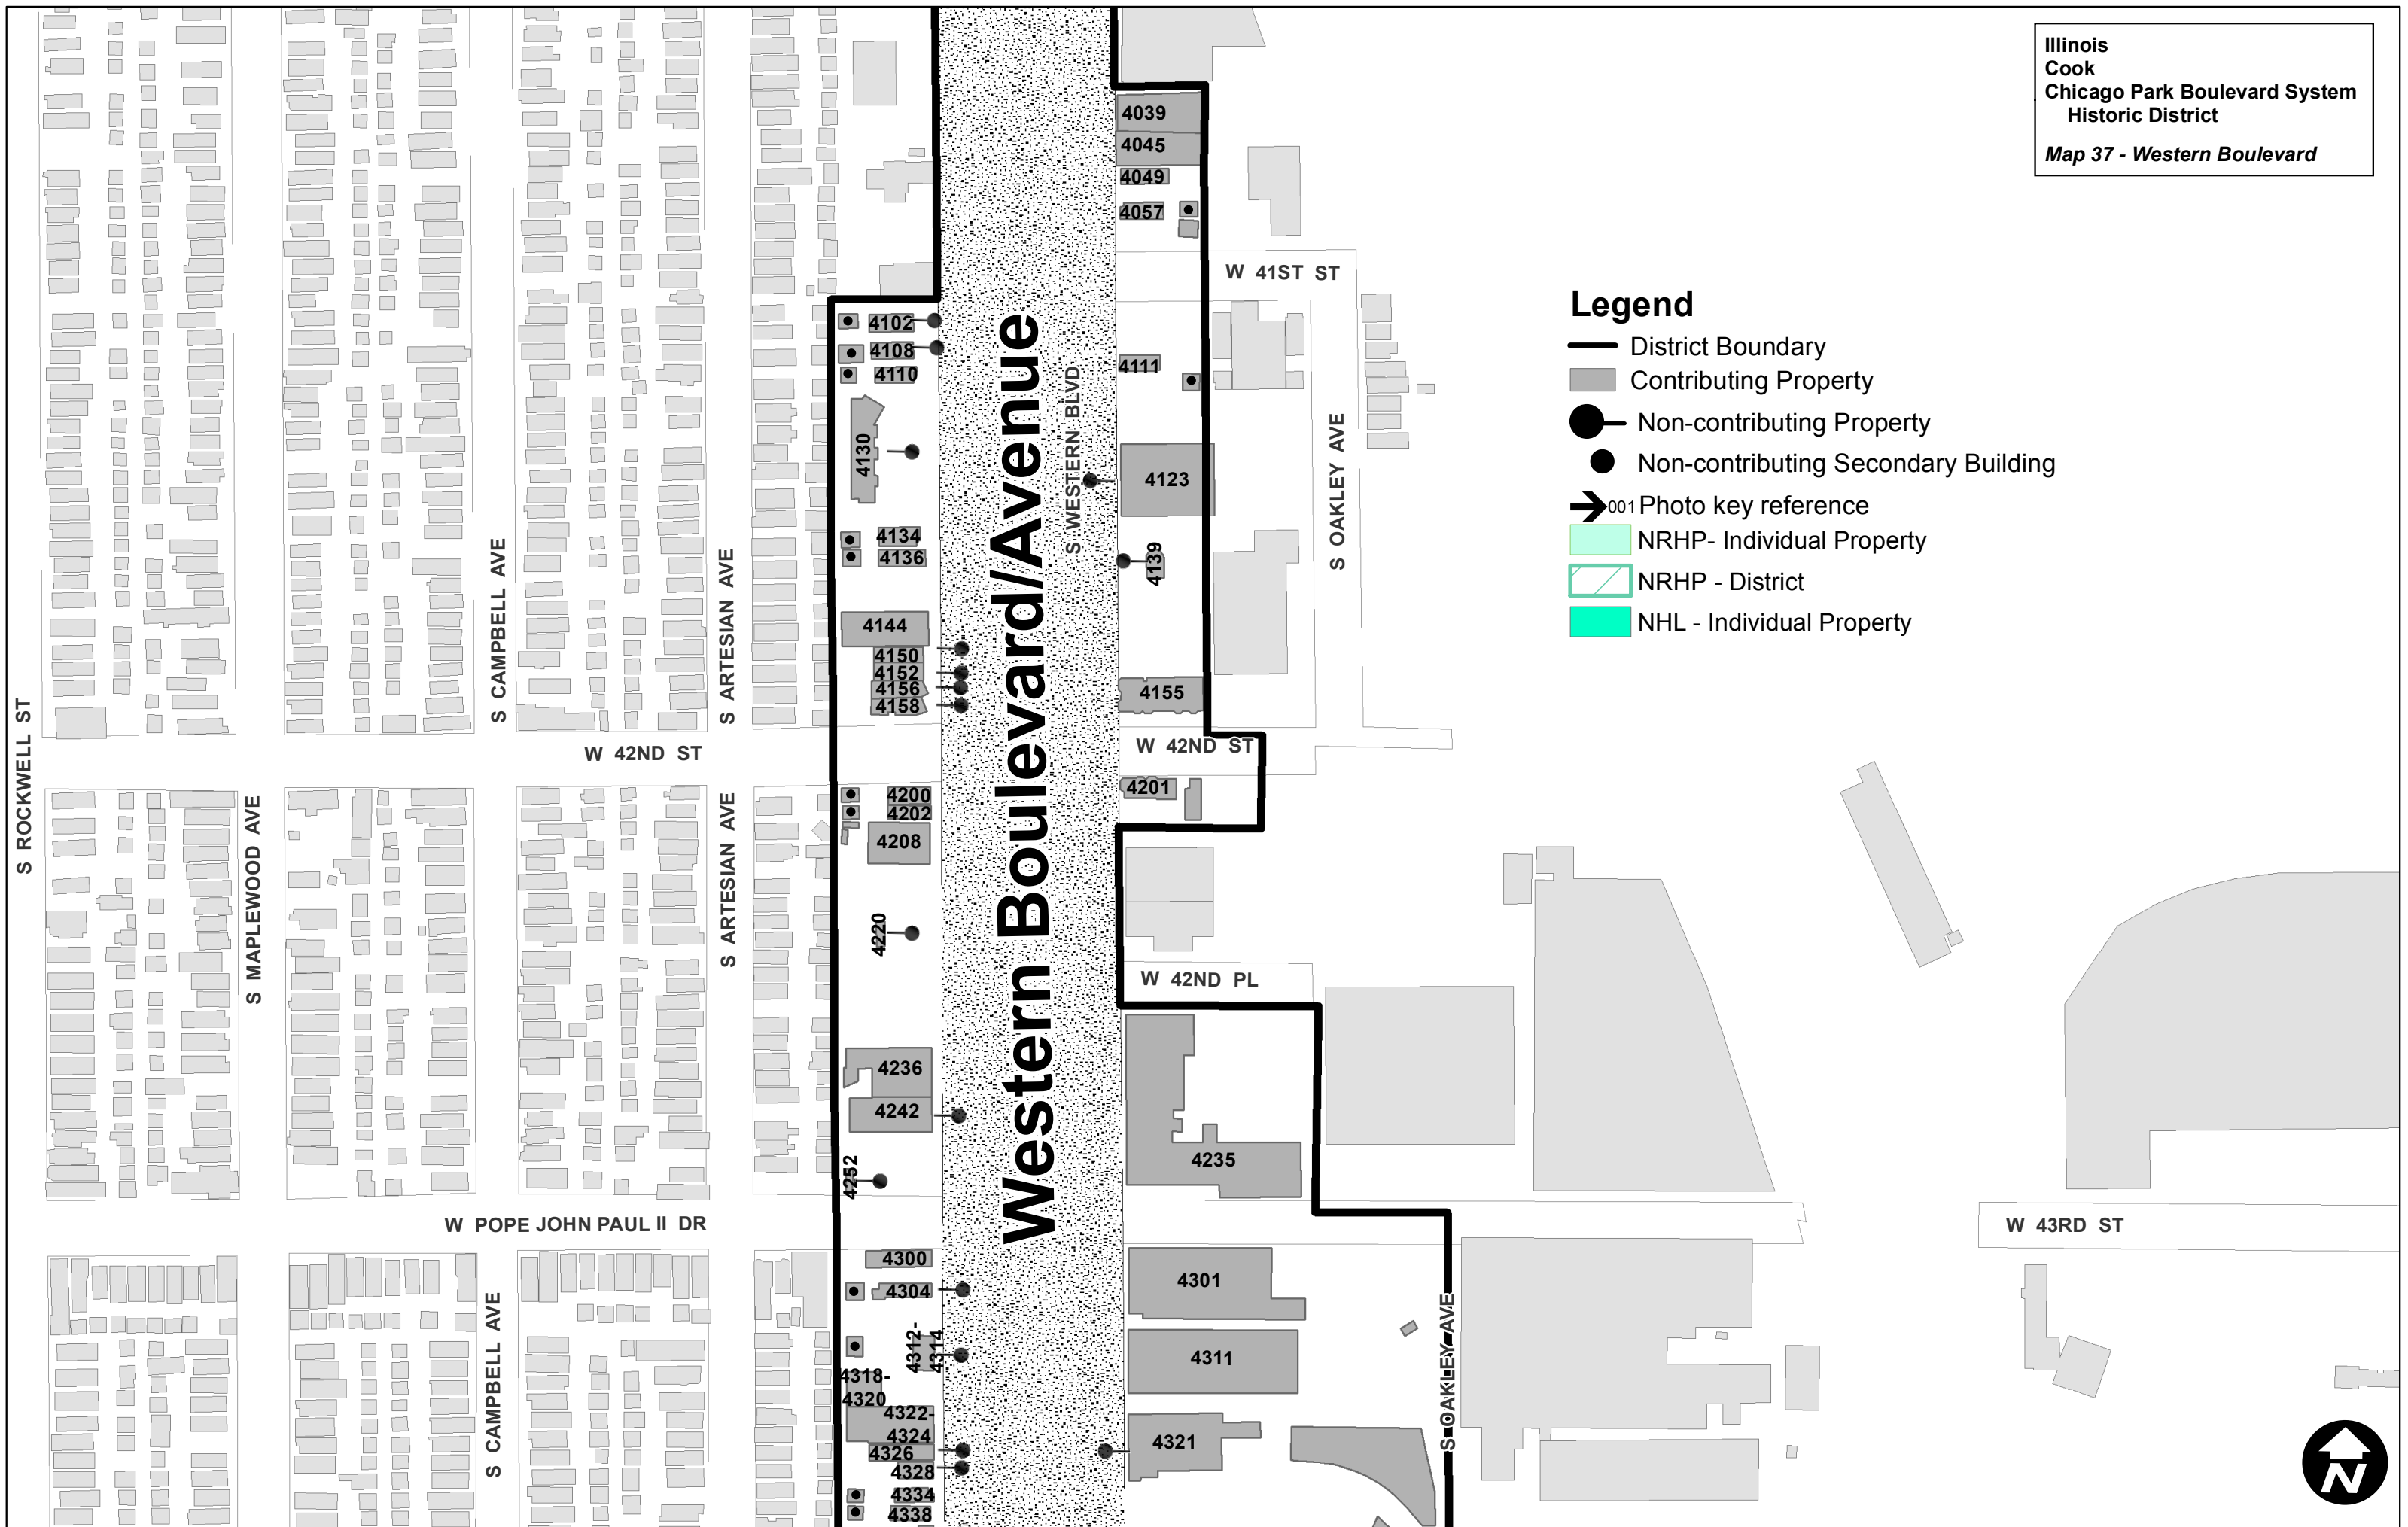 Illinois
Cook
Chicago Park Boulevard System
Historic District
Map 37 - Western Boulevard
Legend
District Boundary
Contributing Property
Non-contributing Property
Non-contributing Secondary Building
001 Photo key reference
NRHP- Individual Property
NRHP - District
NHL - Individual Property
Western Boulevard/Avenue
S WESTERN BLVD
S ROCKWELL ST
S MAPLEWOOD AVE
S CAMPBELL AVE
S CAMPBELL AVE
S ARTESIAN AVE
S ARTESIAN AVE
S OAKLEY AVE
S OAKLEY AVE
W 41ST ST
W 42ND ST
W 42ND ST
W 42ND PL
W POPE JOHN PAUL II DR
W 43RD ST
4102
4108
4110
4130
4134
4136
4144
4150
4152
4156
4158
4200
4202
4208
4220
4236
4242
4252
4300
4304
4312-
4314
4318-
4320
4322-
4324
4326
4328
4334
4338
4039
4045
4049
4057
4111
4123
4139
4155
4201
4235
4301
4311
4321
N